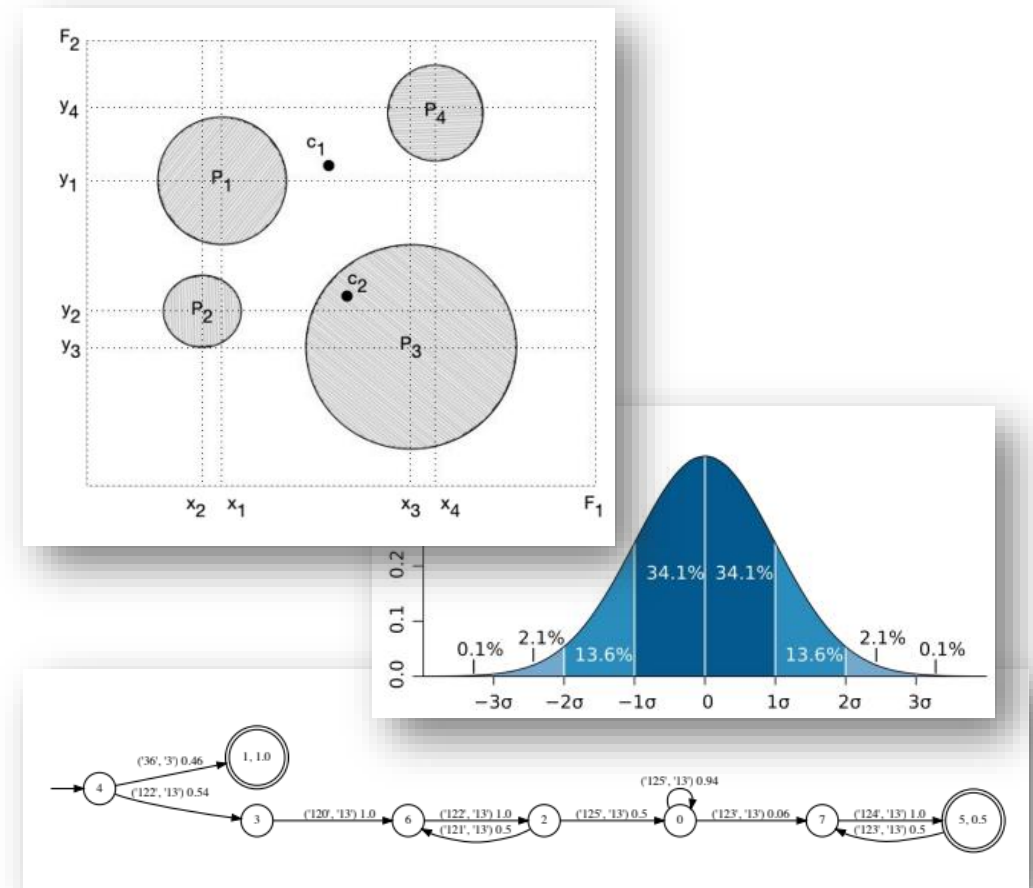 F2
y4
P4
c1
y1
P1
c2
y2
P2
y3
P3
x2 x1 x3 x4 F1
0.2
34.1% 34.1%
0.1
0.1% 2.1% 2.1% 0.1%
13.6% 13.6%
0.0
−3σ −2σ −1σ 0 1σ 2σ 3σ
('36', '3') 0.46
1, 1.0
4
('122', '13') 0.54
('125', '13') 0.94
3
('120', '13') 1.0
6
('122', '13') 1.0
('121', '13') 0.5
2
('125', '13') 0.5
0
('123', '13') 0.06
7
('124', '13') 1.0
('123', '13') 0.5
5, 0.5